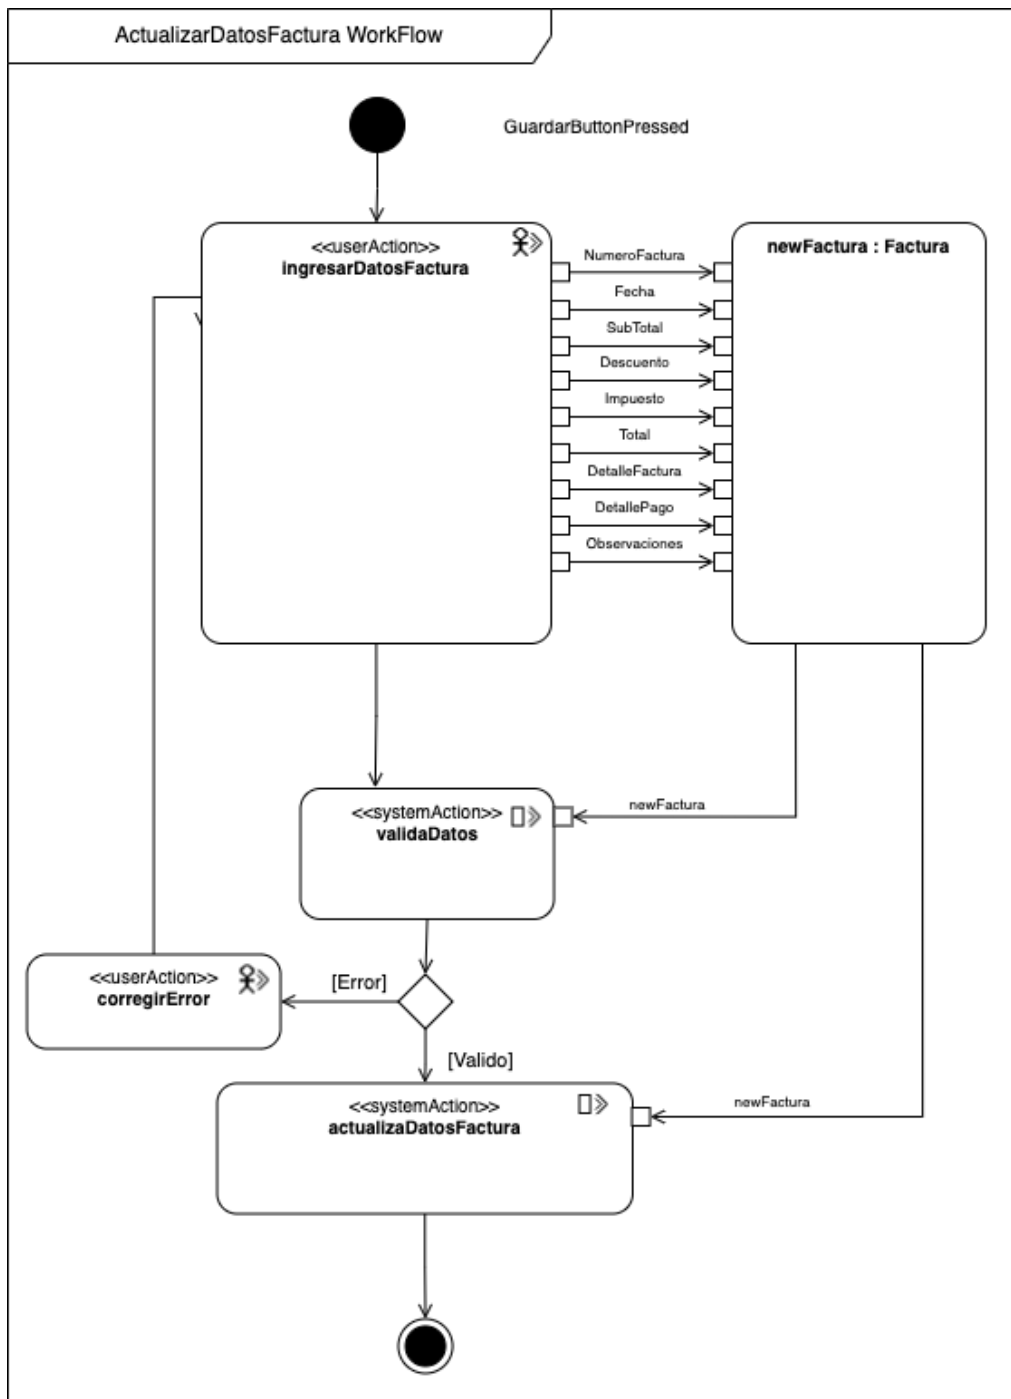 ActualizarDatosFactura WorkFlow
GuardarButtonPressed
<<userAction>>
ingresarDatosFactura
NumeroFactura
Fecha
SubTotal
Descuento
Impuesto
Total
DetalleFactura
DetallePago
Observaciones
newFactura : Factura
<<systemAction>>
validaDatos
newFactura
<<userAction>>
corregirError
[Error]
[Valido]
<<systemAction>>
actualizaDatosFactura
newFactura